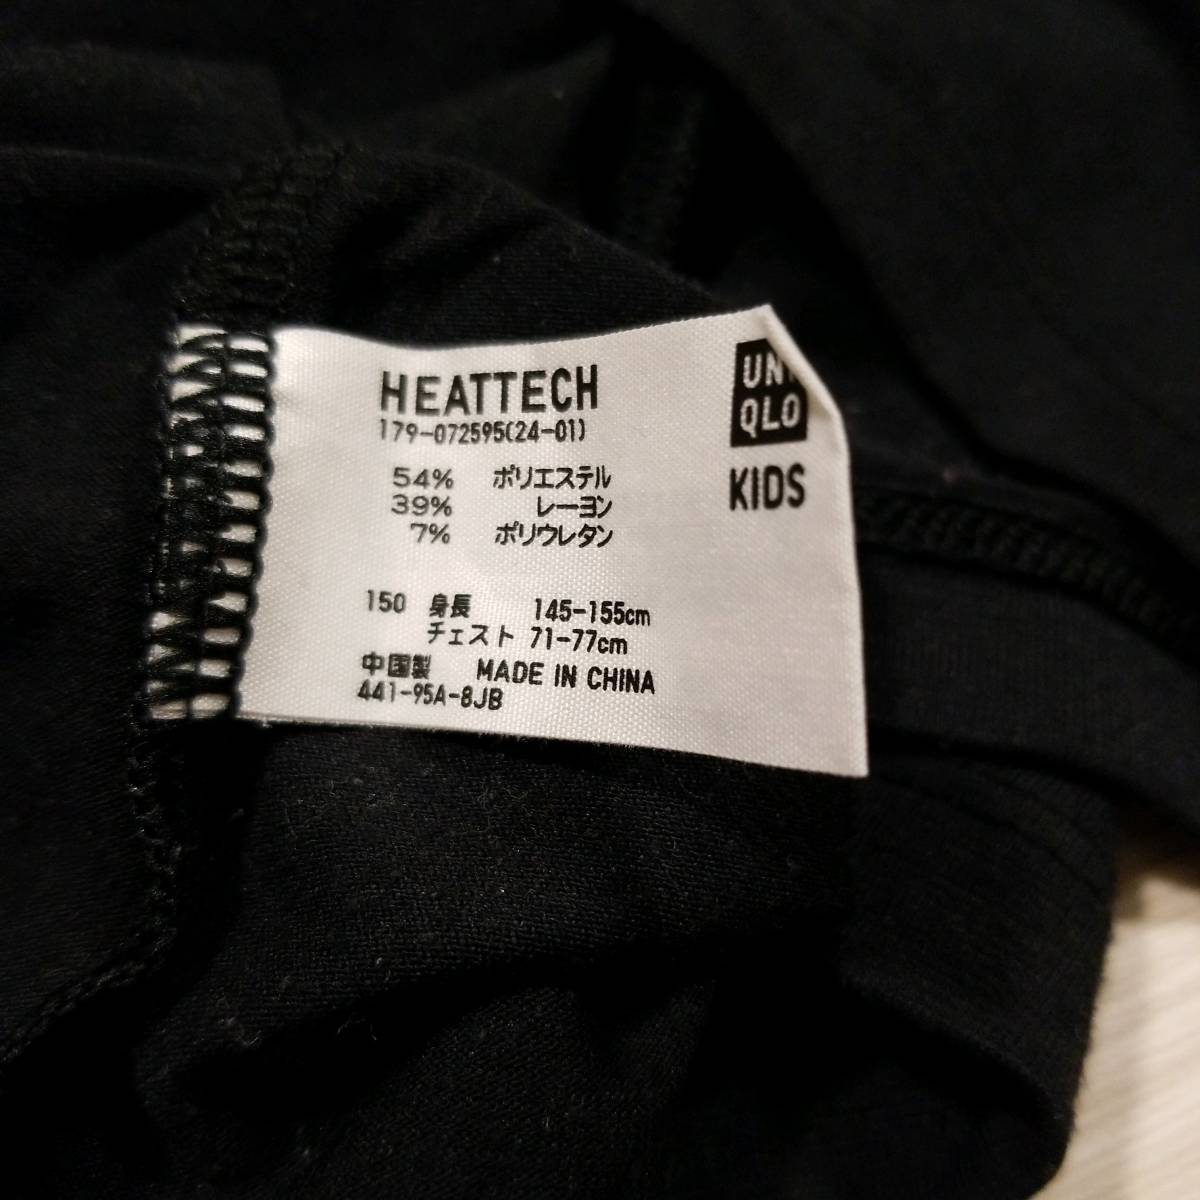 HEATTECH
179-072595(24-01)
54% ポリエステル
39% レーヨン
7% ポリウレタン
150 身長 145-155cm
チェスト 71-77cm
中国製 MADE IN CHINA
441-95A-8JB
UNI
QLO
KIDS